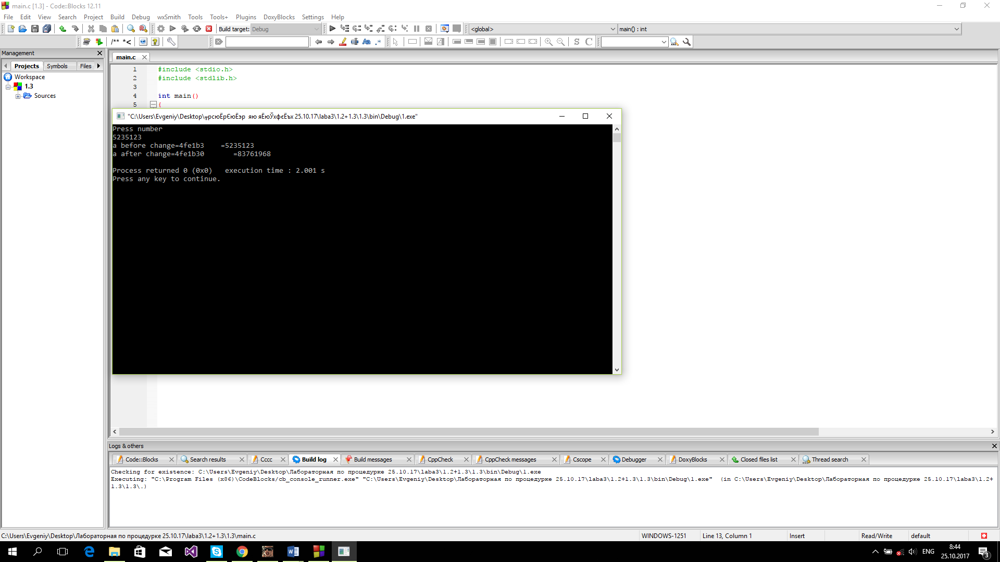 main.c [1.3] - Code::Blocks 12.11
File Edit View Search Project Build Debug wxSmith Tools Tools+ Plugins DoxyBlocks Settings Help
Build target: Debug <global> main() : int
/** *< Aa .* S C
Management
Projects Symbols Files
Workspace
1.3
Sources
main.c
1 #include <stdio.h>
2 #include <stdlib.h>
3
4 int main()
5 {
"C:\Users\Evgeniy\Desktop\╤рсюЁрЄюЁэр яю яЁюЎхфєЁъх 25.10.17\laba3\1.2+1.3\1.3\bin\Debug\1.exe"
Press number
5235123
a before change=4fe1b3 =5235123
a after change=4fe1b30 =83761968
Process returned 0 (0x0) execution time : 2.001 s
Press any key to continue.
Logs & others
Code::Blocks Search results Cccc Build log Build messages CppCheck CppCheck messages Cscope Debugger DoxyBlocks Closed files list Thread search
Checking for existence: C:\Users\Evgeniy\Desktop\Лабораторная по процедурке 25.10.17\laba3\1.2+1.3\1.3\bin\Debug\1.exe
Executing: "C:\Program Files (x86)\CodeBlocks/cb_console_runner.exe" "C:\Users\Evgeniy\Desktop\Лабораторная по процедурке 25.10.17\laba3\1.2+1.3\1.3\bin\Debug\1.exe" (in C:\Users\Evgeniy\Desktop\Лабораторная по процедурке 25.10.17\laba3\1.2+
1.3\1.3\.)
C:\Users\Evgeniy\Desktop\Лабораторная по процедурке 25.10.17\laba3\1.2+1.3\1.3\main.c WINDOWS-1251 Line 13, Column 1 Insert Read/Write default
ENG 8:44
25.10.2017
3